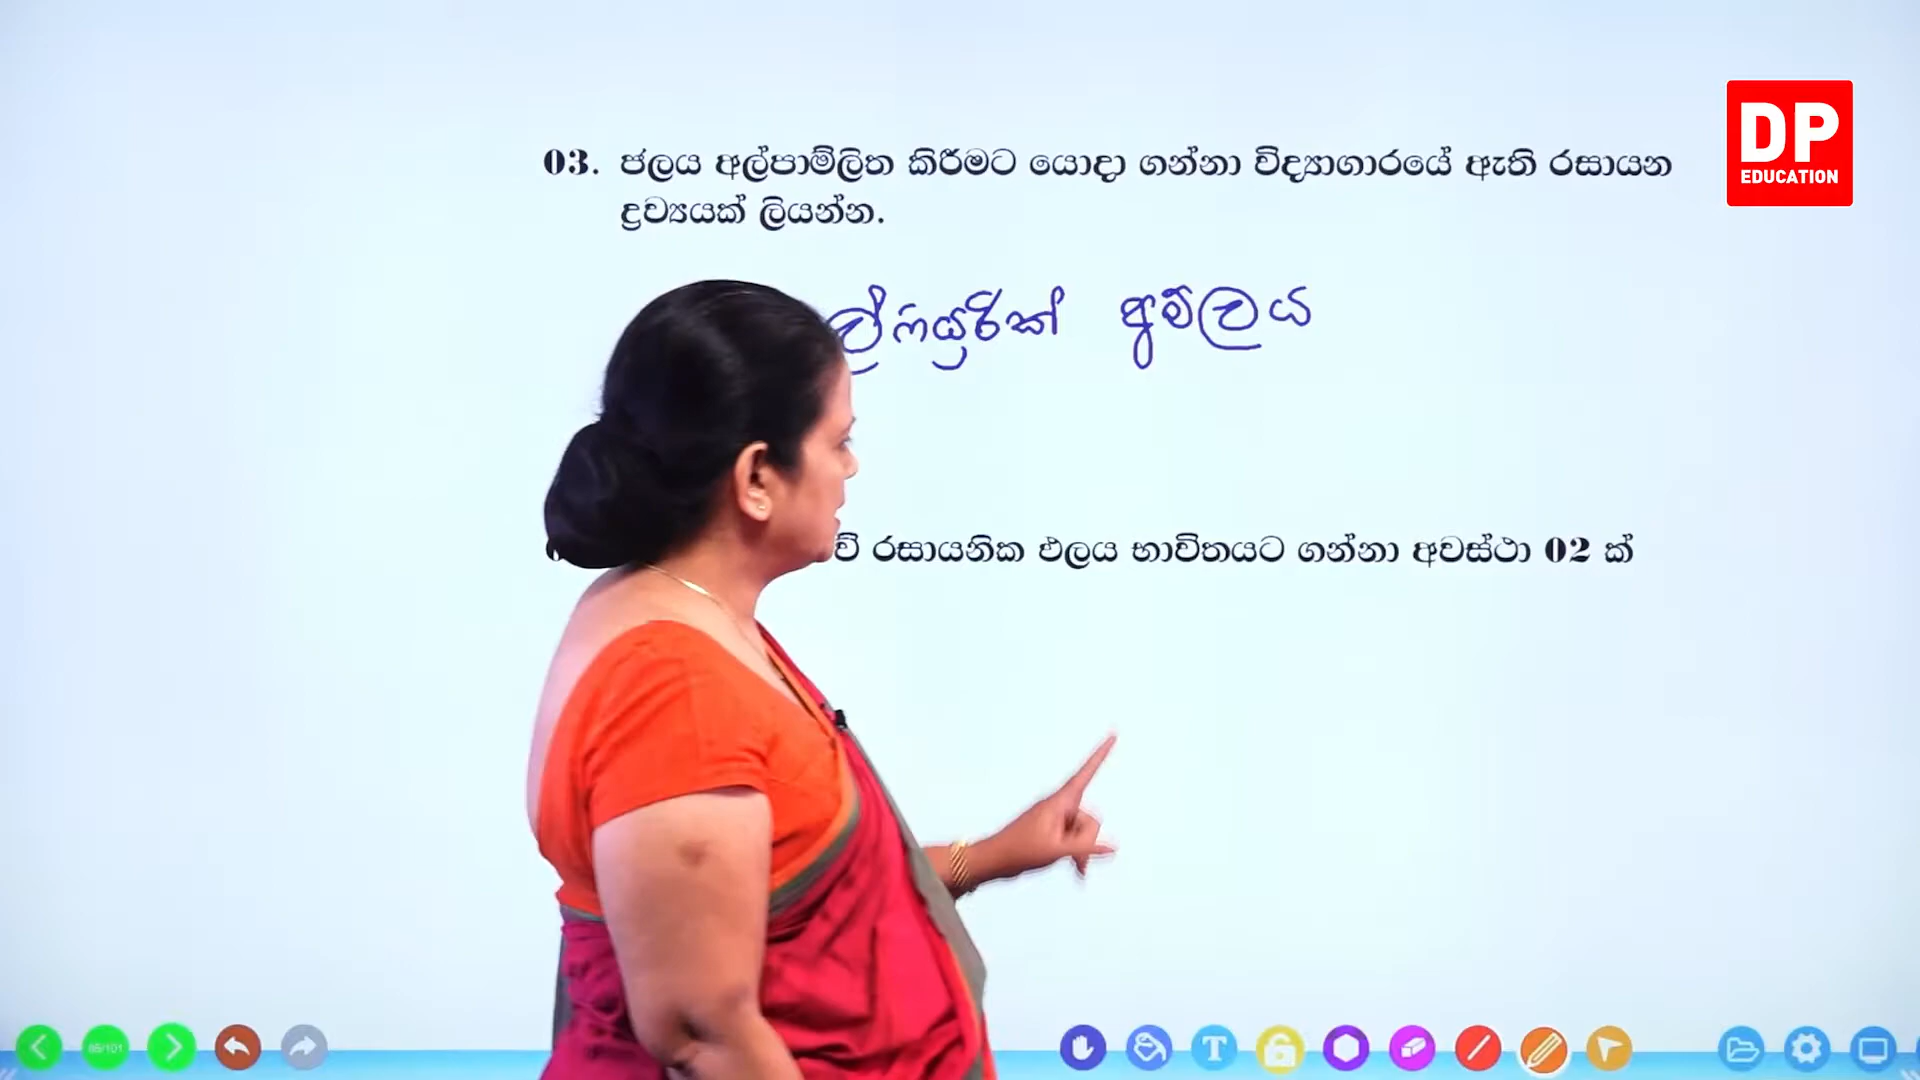 DP
EDUCATION
03. ජලය අල්පාම්ලිත කිරීමට යොදා ගන්නා විද්‍යාගාරයේ ඇති රසායන
ද්‍රව්‍යයක් ලියන්න.
ල්ෆියුරික් අම්ලය
රසායනික ඵලය භාවිතයට ගන්නා අවස්ථා 02 ක්
T